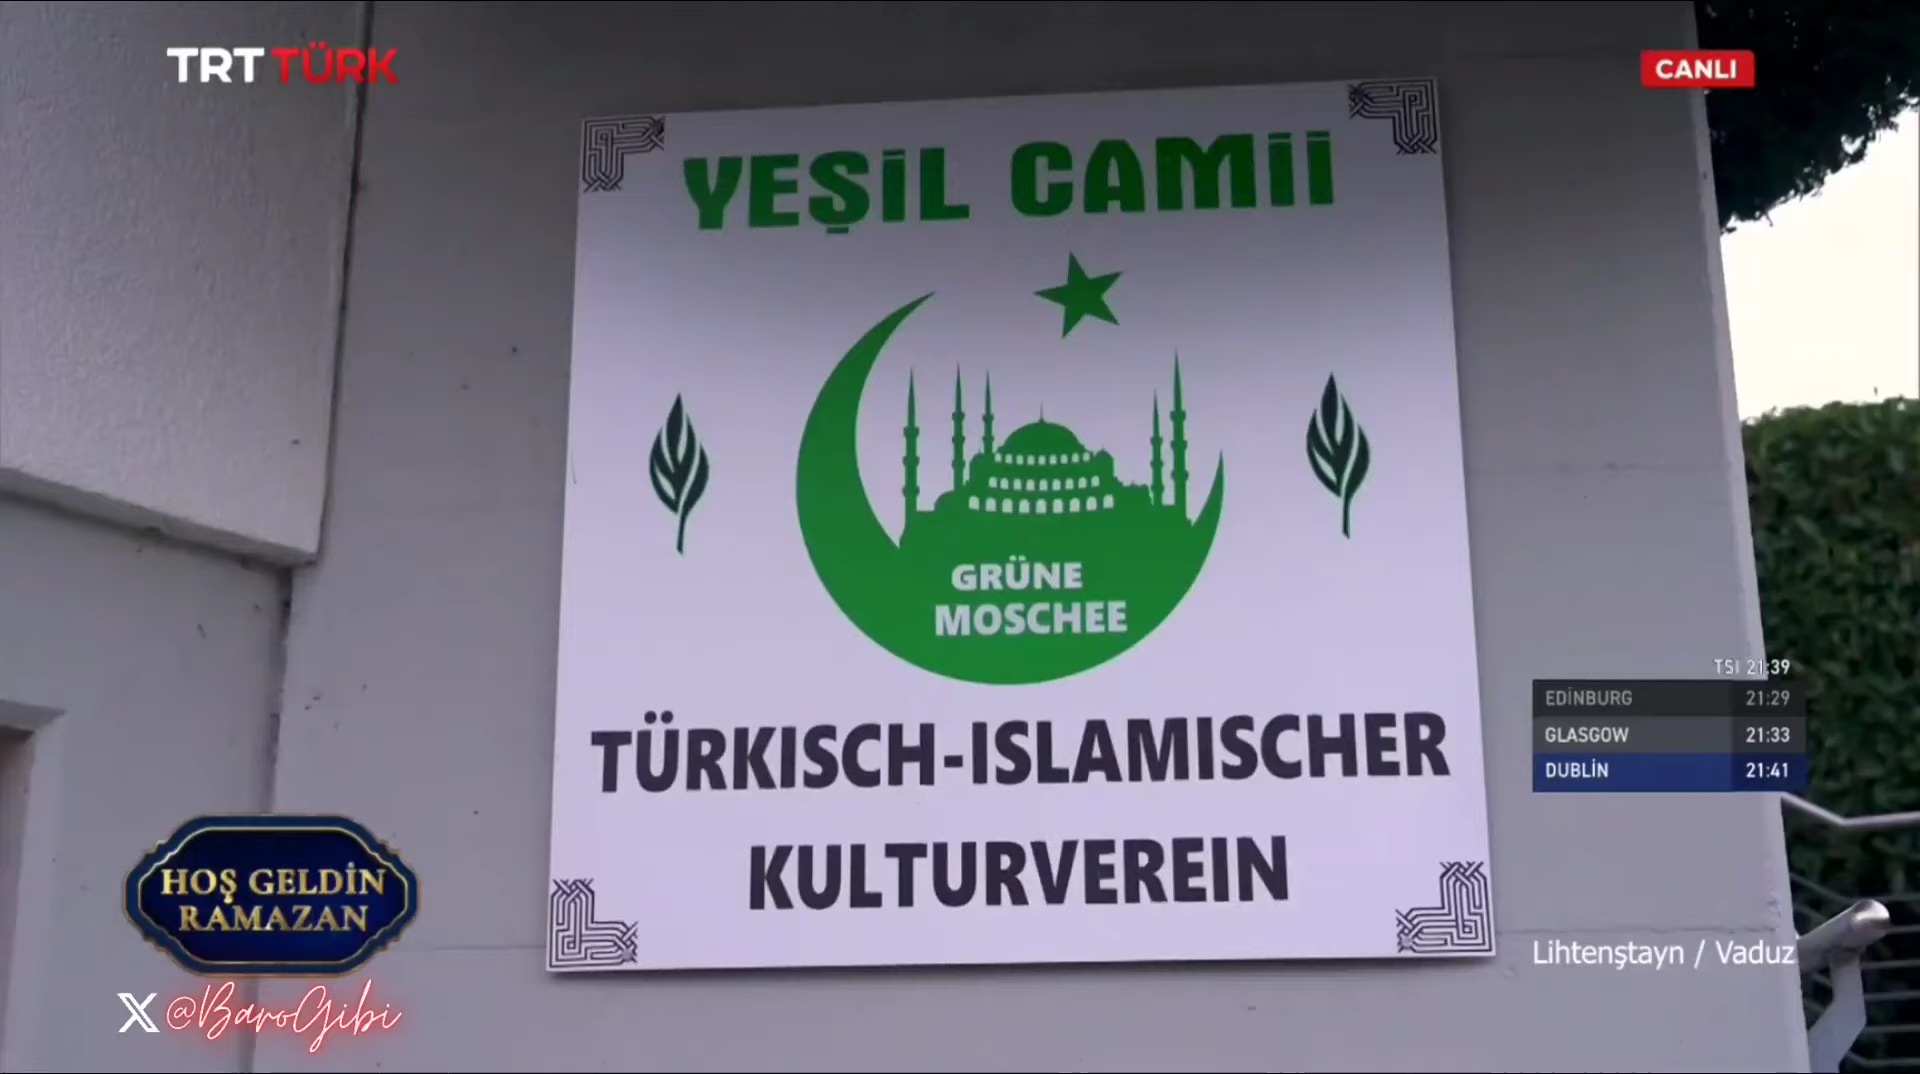 TRT TÜRK
CANLI
YEŞİL CAMİİ
GRÜNE
MOSCHEE
TÜRKISCH-ISLAMISCHER
KULTURVEREIN
TSI 21:39
EDİNBURG 21:29
GLASGOW 21:33
DUBLİN 21:41
HOŞ GELDİN
RAMAZAN
Lihtenştayn / Vaduz
X @BaroGibi